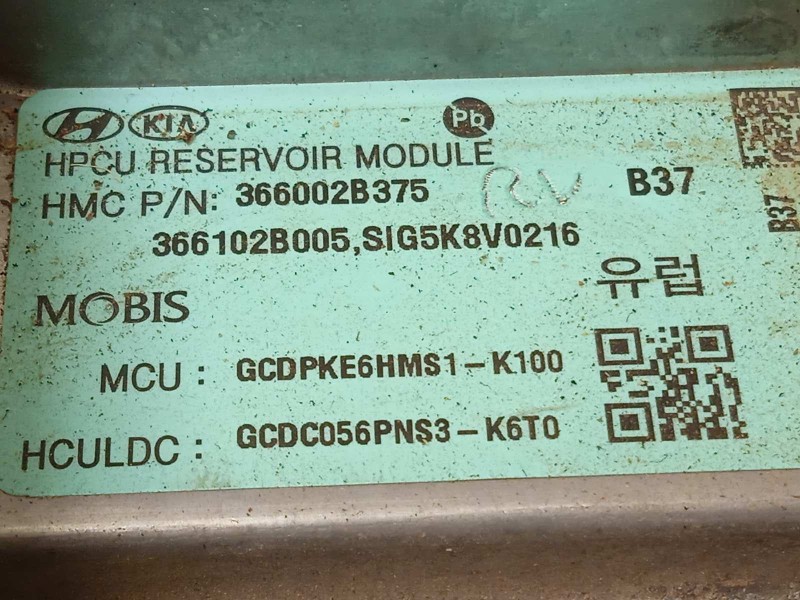 KIA Pb
HPCU RESERVOIR MODULE
HMC P/N: 366002B375 RV B37
366102B005,SIG5K8V0216
B37
유럽
MOBIS
MCU : GCDPKE6HMS1-K100
HCULDC : GCDC056PNS3-K6T0